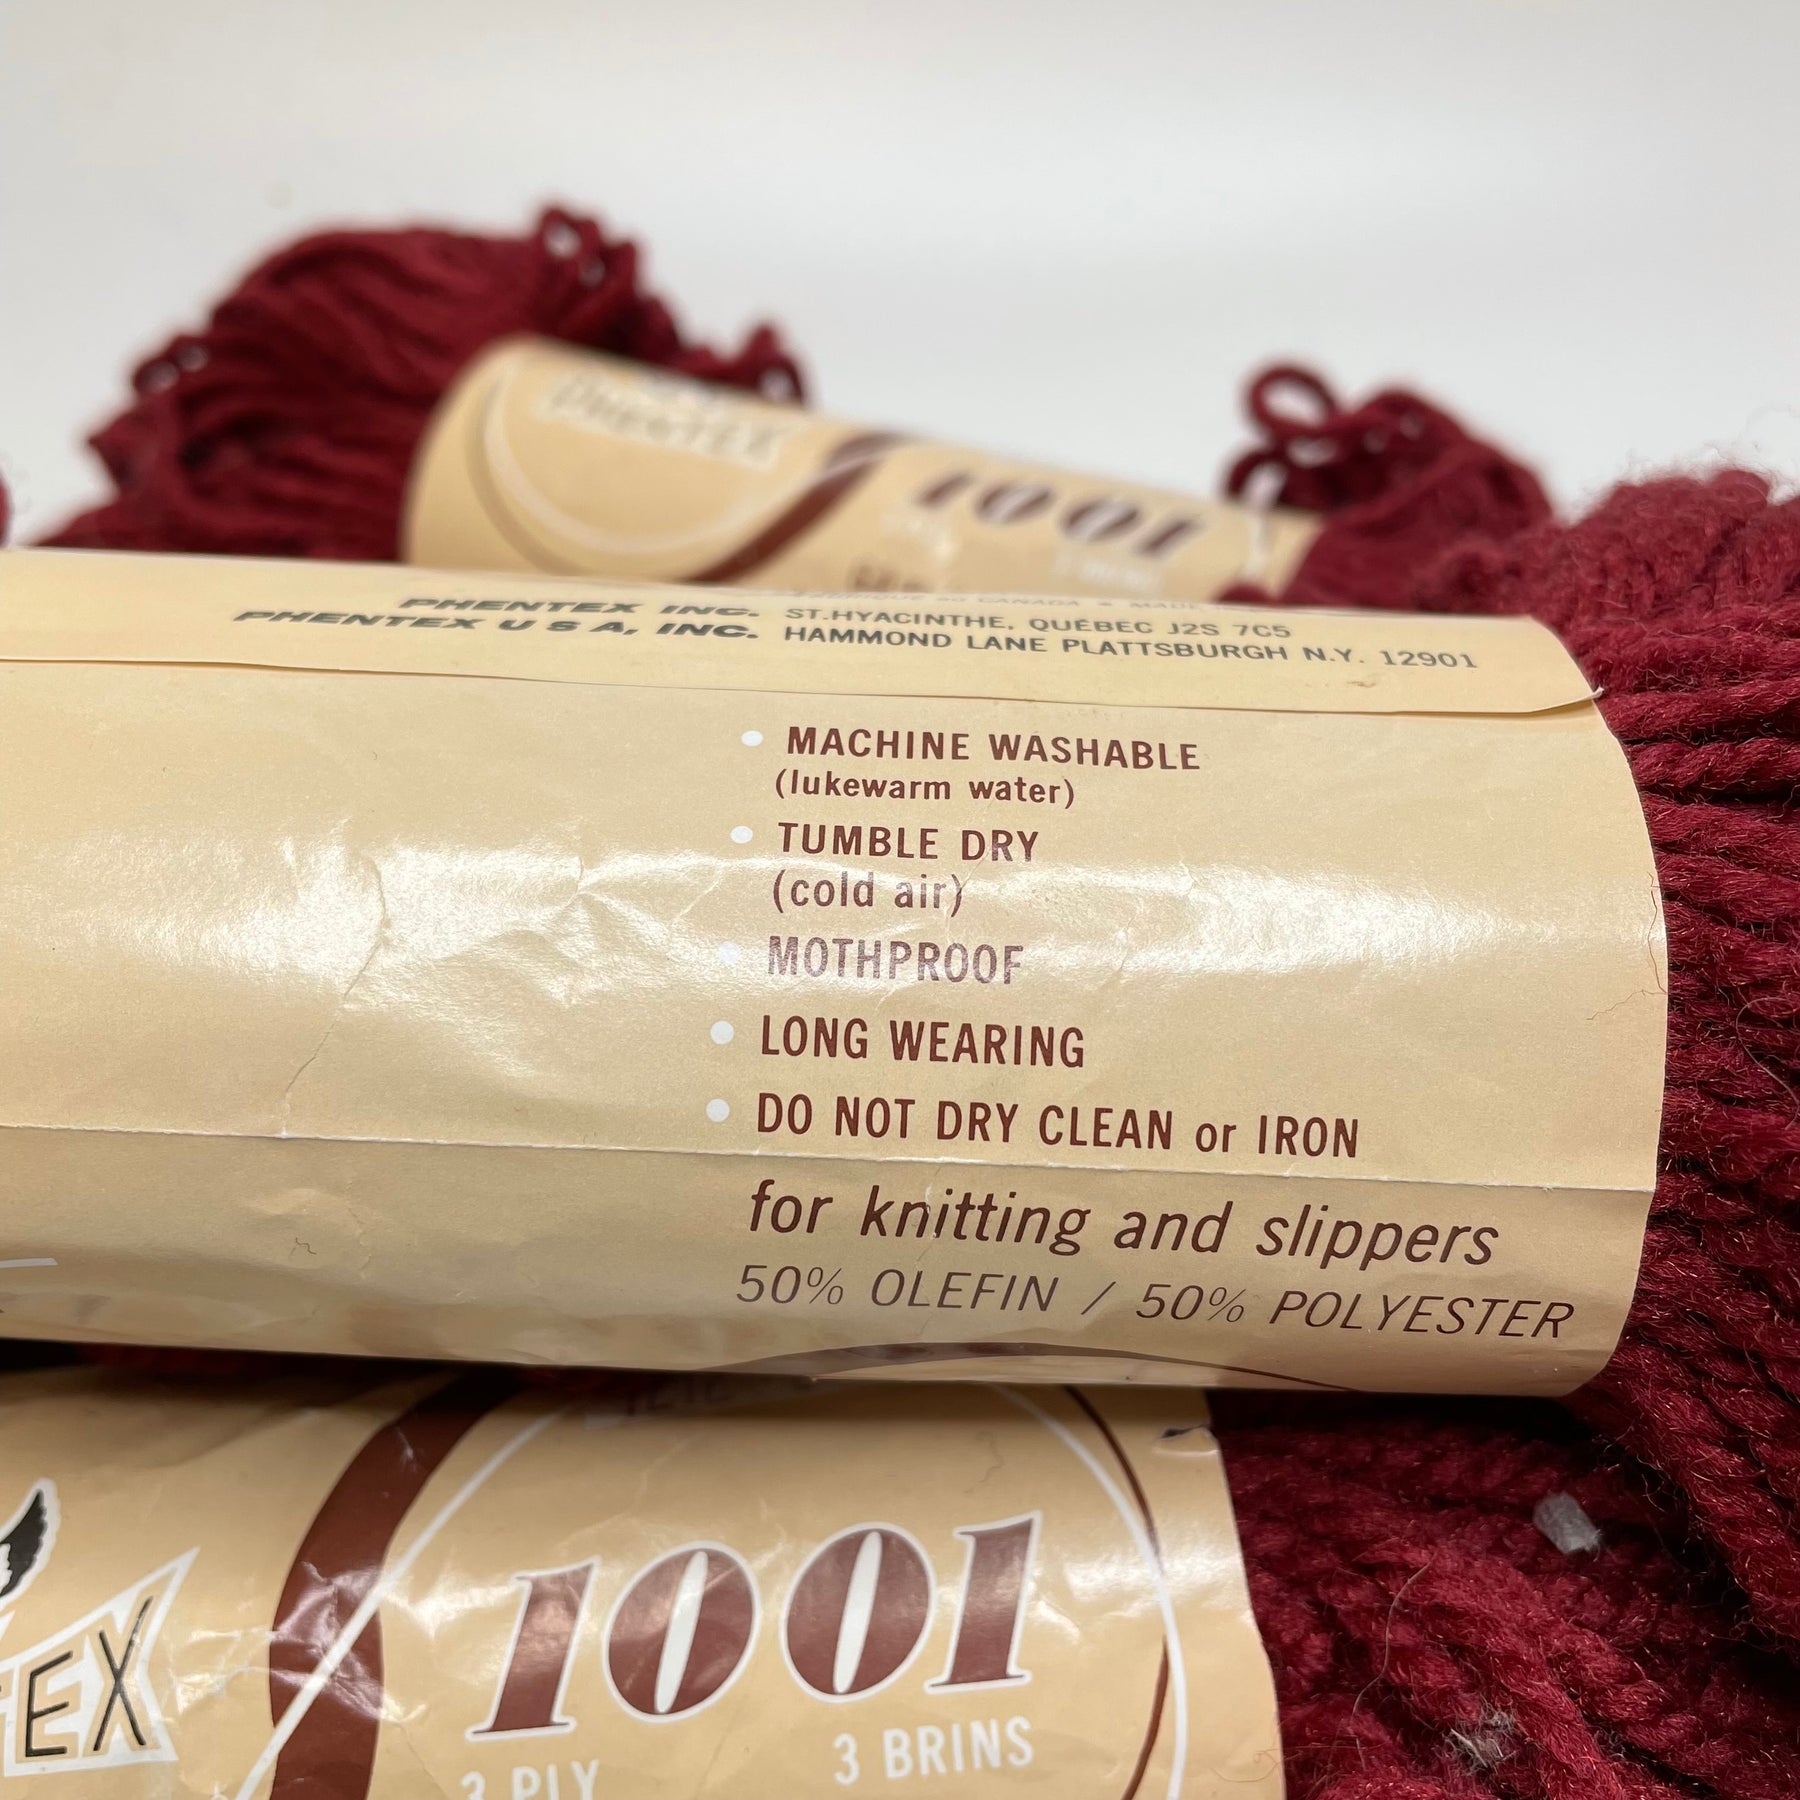 PHENTEX
1001
CANADA
PHENTEX INC. ST.HYACINTHE, QUÉBEC J2S 7C5
PHENTEX U S A, INC. HAMMOND LANE PLATTSBURGH N.Y. 12901
MACHINE WASHABLE
(lukewarm water)
TUMBLE DRY
(cold air)
MOTHPROOF
LONG WEARING
DO NOT DRY CLEAN or IRON
for knitting and slippers
50% OLEFIN / 50% POLYESTER
1001
EX
3 PLY 3 BRINS